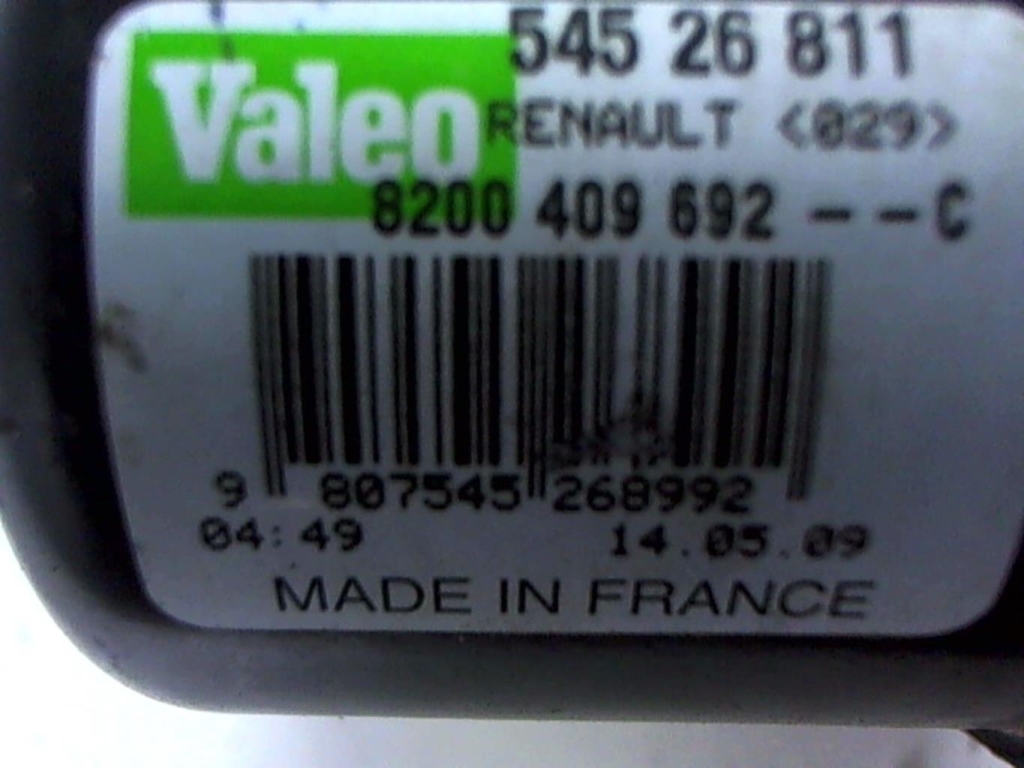 545 26 811
Valeo
RENAULT <029>
8200 409 692 --C
9 807545 268992
04:49 14.05.09
MADE IN FRANCE